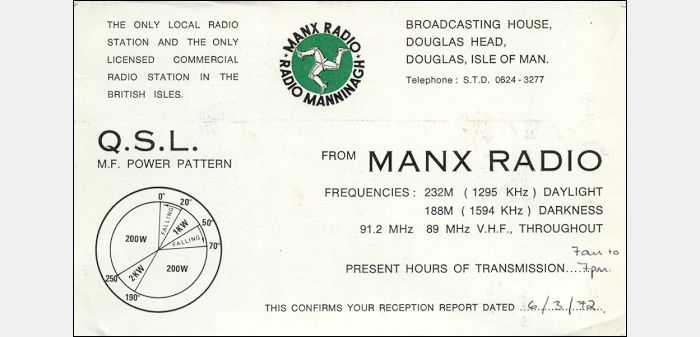 THE ONLY LOCAL RADIO
STATION AND THE ONLY
LICENSED COMMERCIAL
RADIO STATION IN THE
BRITISH ISLES.
MANX RADIO
RADIO MANNINAGH
BROADCASTING HOUSE,
DOUGLAS HEAD,
DOUGLAS, ISLE OF MAN.
Telephone : S.T.D. 0624 - 3277
Q.S.L.
M.F. POWER PATTERN
0°
20°
50°
70°
190°
250°
FALLING
1KW
FALLING
200W
2KW
200W
FROM MANX RADIO
FREQUENCIES : 232M ( 1295 KHz ) DAYLIGHT
188M ( 1594 KHz ) DARKNESS
91.2 MHz 89 MHz V.H.F., THROUGHOUT
7am to
PRESENT HOURS OF TRANSMISSION....7pm.
THIS CONFIRMS YOUR RECEPTION REPORT DATED 6/3/72